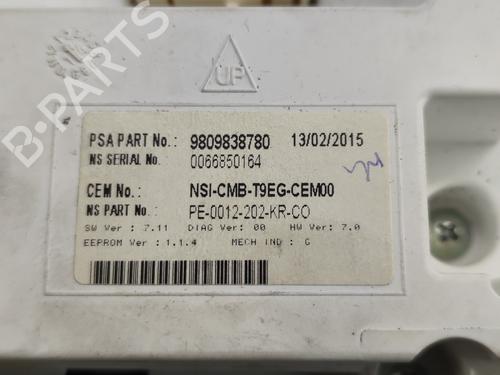 UP
PSA PART No.: 9809838780 13/02/2015
NS SERIAL No. 0066850164
CEM No.: NSI-CMB-T9EG-CEM00
NS PART No.: PE-0012-202-KR-CO
SW Ver : 7.11 DIAG Ver: 00 HW Ver: 7.0
EEPROM Ver : 1.1.4 MECH IND : G
B-PARTS